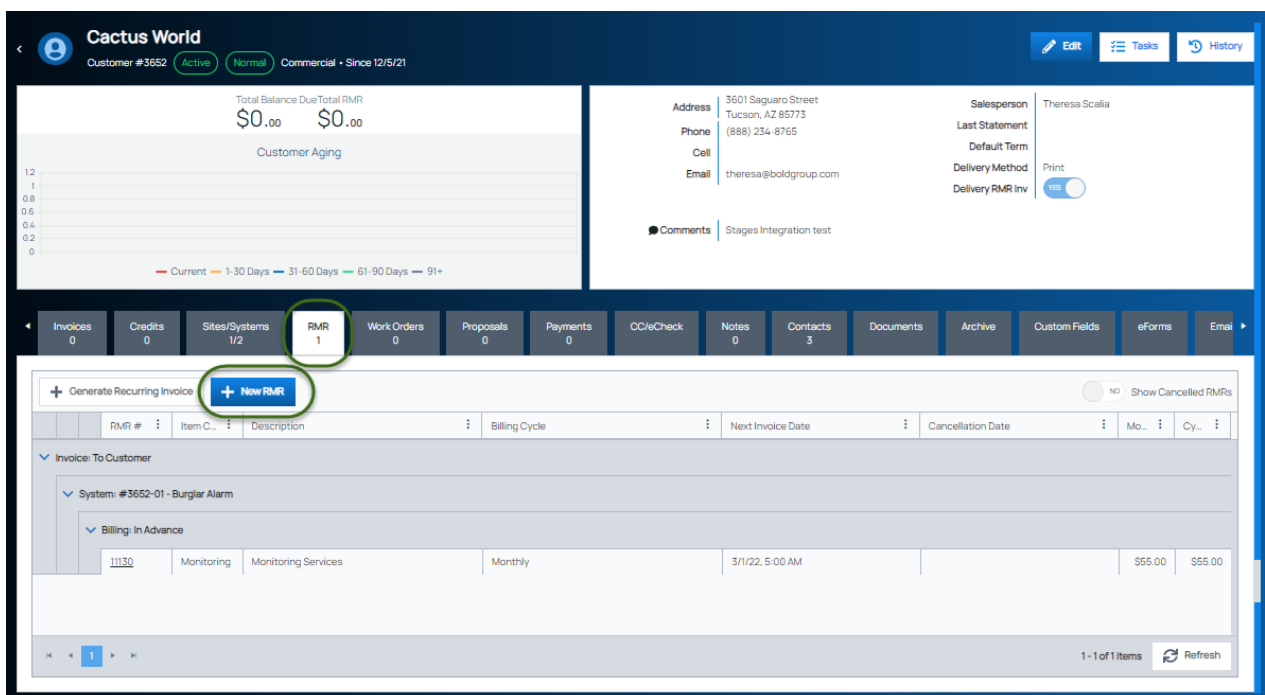 Cactus World
Customer #3652 Active Normal Commercial • Since 12/5/21
Edit Tasks History
Total Balance Due Total RMR
$0.00 $0.00
Customer Aging
1.2
1
0.8
0.6
0.4
0.2
0
Current 1-30 Days 31-60 Days 61-90 Days 91+
Address 3601 Saguaro Street
Tucson, AZ 85773
Phone (888) 234-8765
Cell
Email theresa@boldgroup.com
Comments Stages Integration test
Salesperson Theresa Scalia
Last Statement
Default Term
Delivery Method Print
Delivery RMR Inv YES
Invoices Credits Sites/Systems RMR Work Orders Proposals Payments CC/eCheck Notes Contacts Documents Archive Custom Fields eForms Emai
0 0 1/2 1 0 0 0 0 3
Generate Recurring Invoice New RMR NO Show Cancelled RMRs
RMR # Item C... Description Billing Cycle Next Invoice Date Cancellation Date Mo... Cy...
Invoice: To Customer
System: #3652-01 - Burglar Alarm
Billing: In Advance
11130 Monitoring Monitoring Services Monthly 3/1/22, 5:00 AM $55.00 $55.00
1 1 - 1 of 1 items Refresh